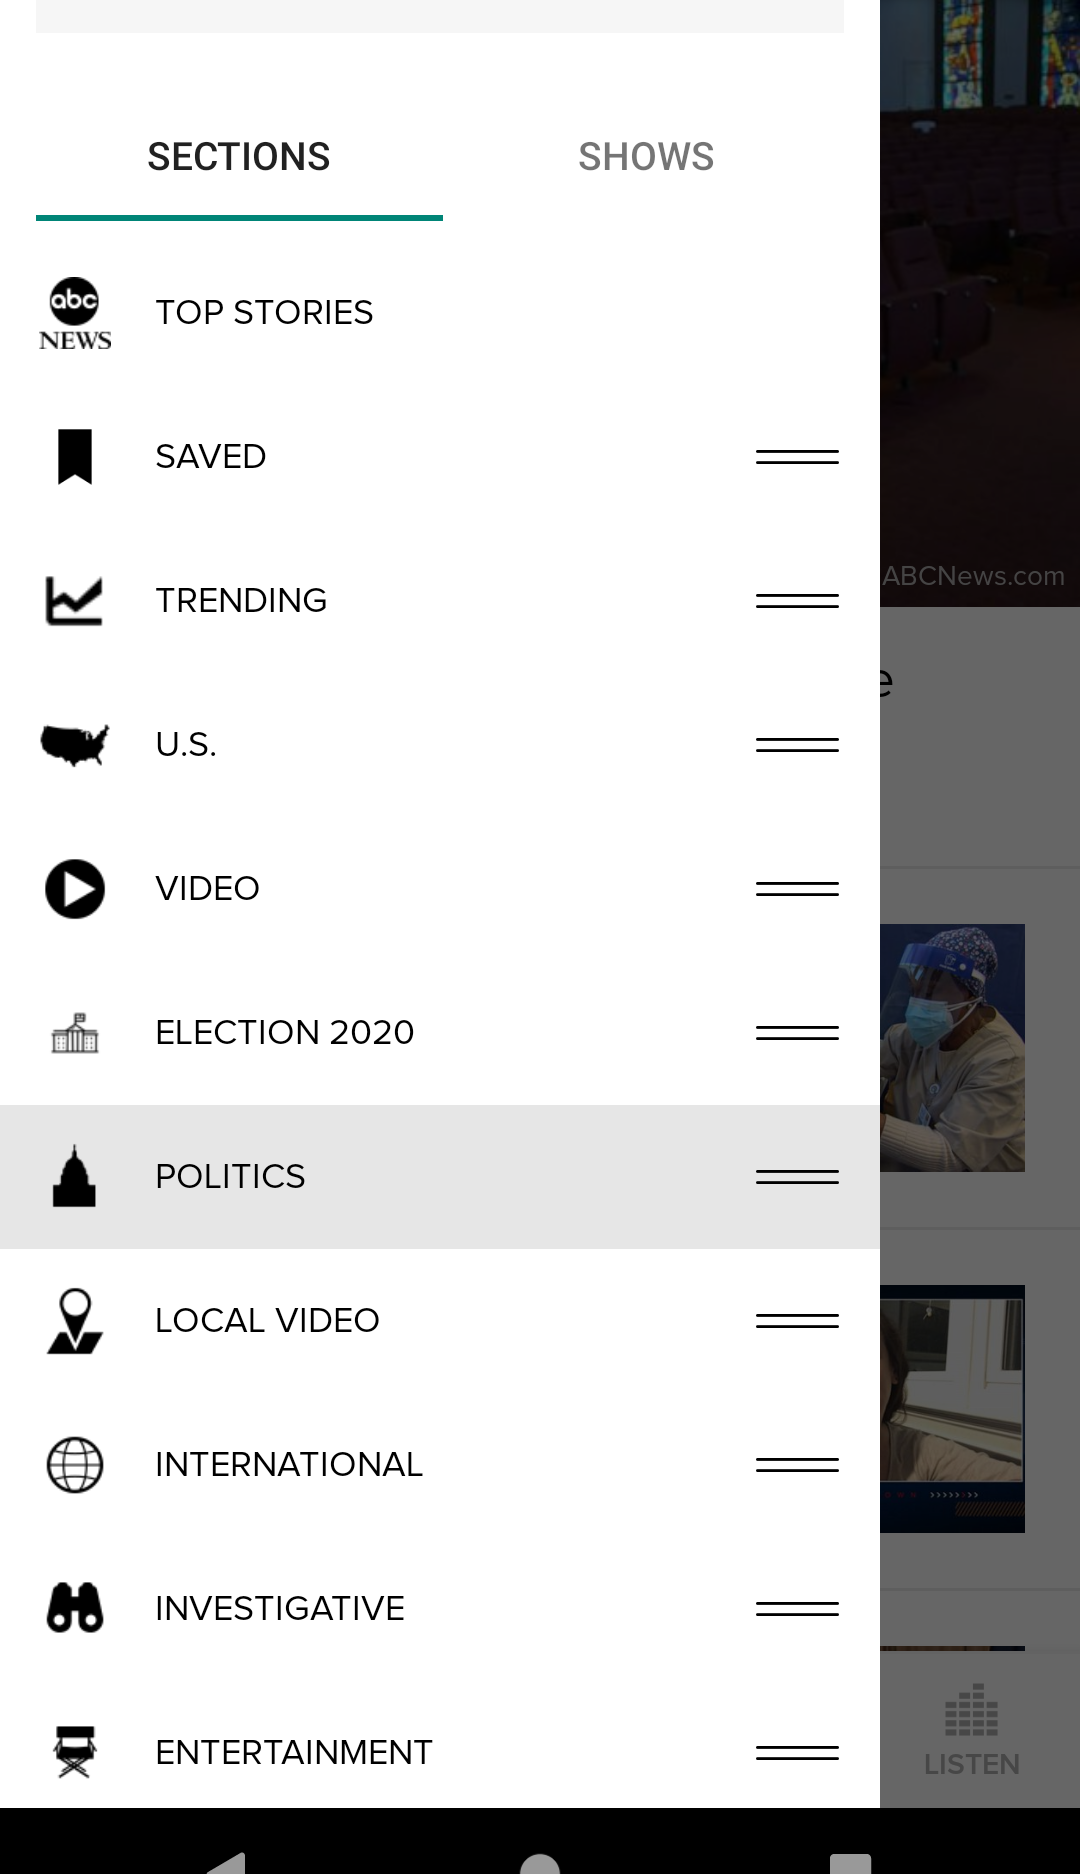 SECTIONS
SHOWS
abc
NEWS
TOP STORIES
SAVED
TRENDING
U.S.
VIDEO
ELECTION 2020
POLITICS
LOCAL VIDEO
INTERNATIONAL
INVESTIGATIVE
ENTERTAINMENT
ABCNews.com
e
LISTEN